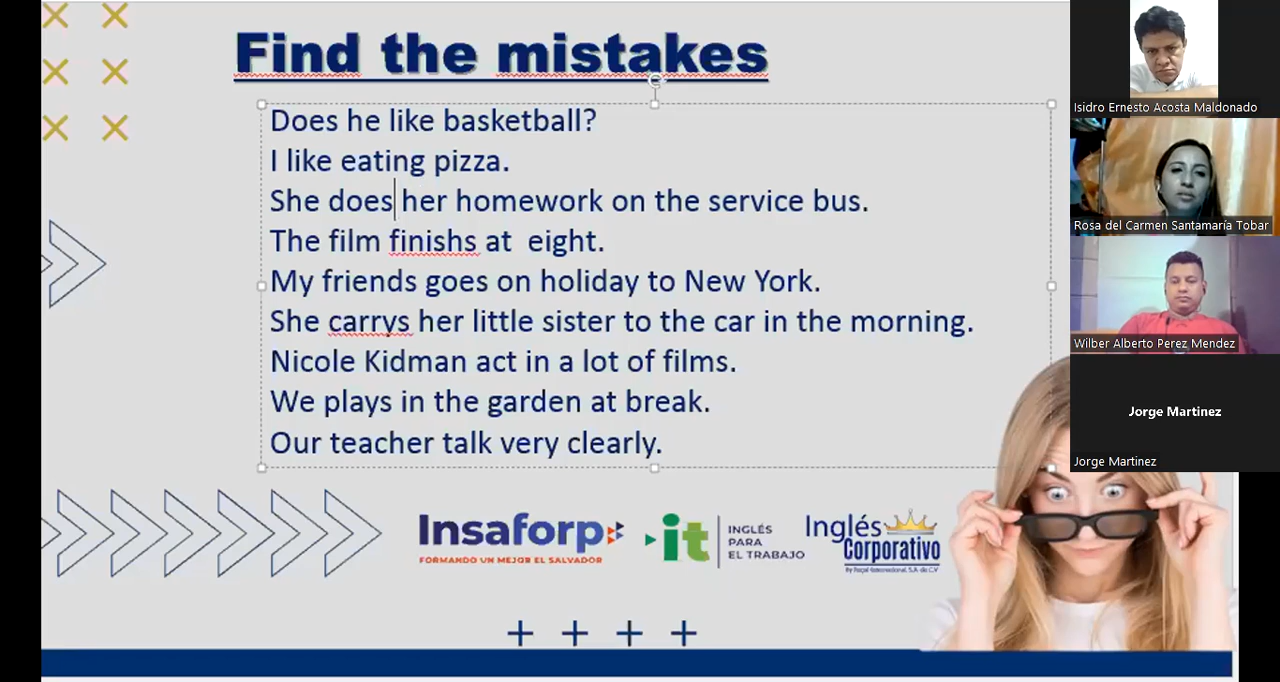 Find the mistakes
Does he like basketball?
I like eating pizza.
She does her homework on the service bus.
The film finishs at  eight.
My friends goes on holiday to New York.
She carrys her little sister to the car in the morning.
Nicole Kidman act in a lot of films.
We plays in the garden at break.
Our teacher talk very clearly.
Insaforp
FORMANDO UN MEJOR EL SALVADOR
it
INGLÉS
PARA
EL TRABAJO
Inglés
Corporativo
Isidro Ernesto Acosta Maldonado
Rosa del Carmen Santamaría Tobar
Wilber Alberto Perez Mendez
Jorge Martinez
Jorge Martinez